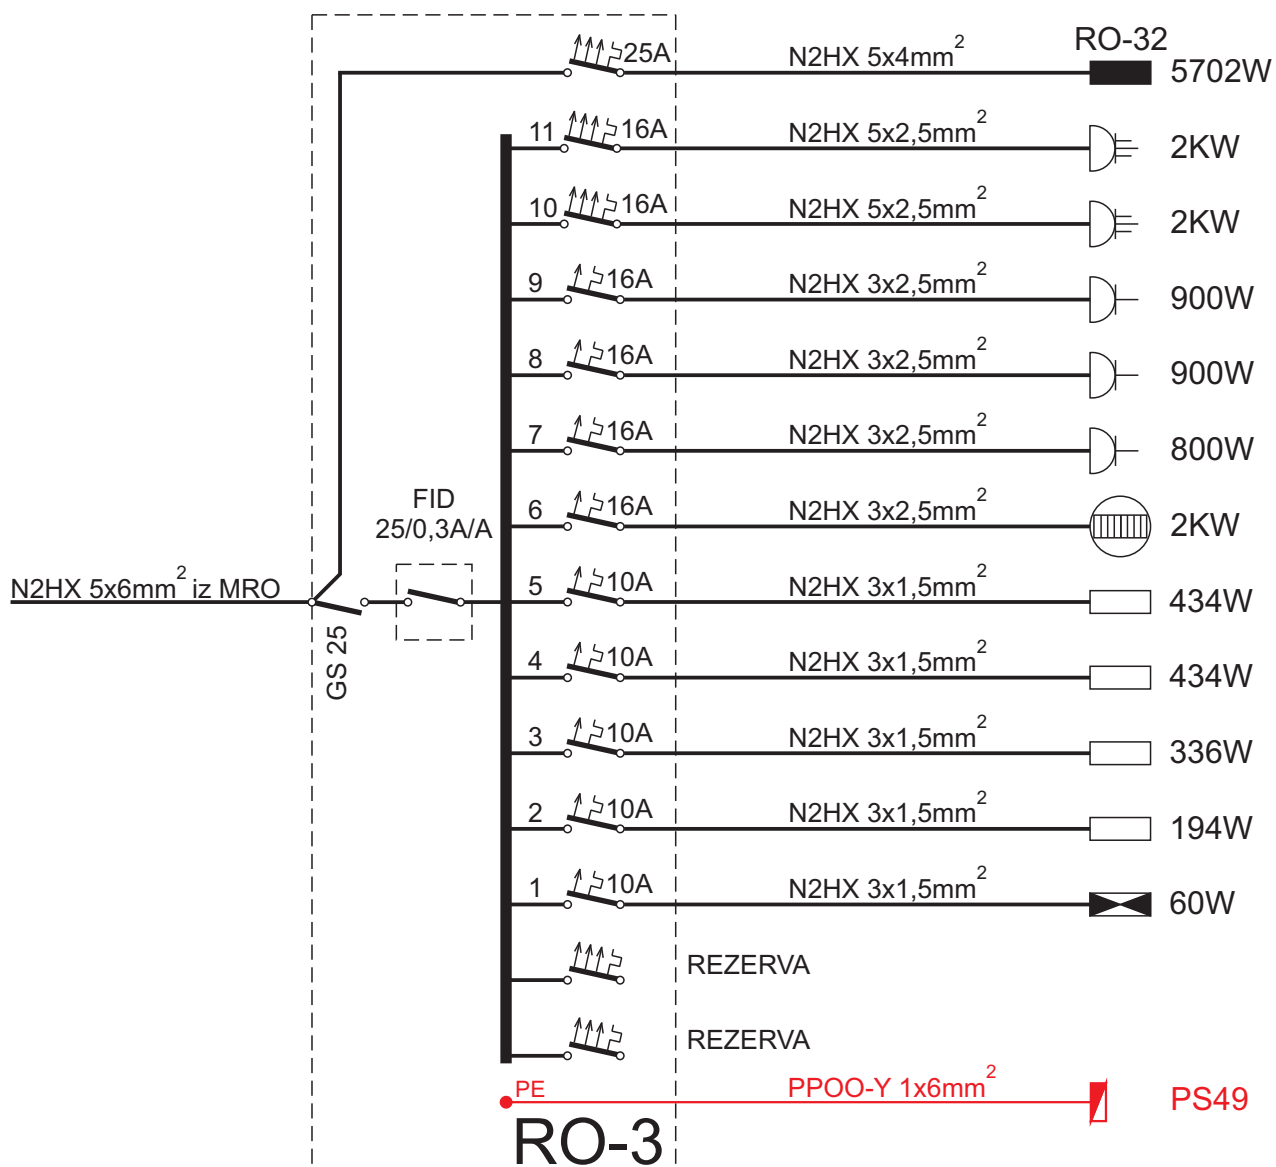 RO-32
25A N2HX 5x4mm² 5702W
11 16A N2HX 5x2,5mm² 2KW
10 16A N2HX 5x2,5mm² 2KW
9 16A N2HX 3x2,5mm² 900W
8 16A N2HX 3x2,5mm² 900W
7 16A N2HX 3x2,5mm² 800W
FID
25/0,3A/A
6 16A N2HX 3x2,5mm² 2KW
N2HX 5x6mm² iz MRO
GS 25
5 10A N2HX 3x1,5mm² 434W
4 10A N2HX 3x1,5mm² 434W
3 10A N2HX 3x1,5mm² 336W
2 10A N2HX 3x1,5mm² 194W
1 10A N2HX 3x1,5mm² 60W
REZERVA
REZERVA
PE PPOO-Y 1x6mm² PS49
RO-3